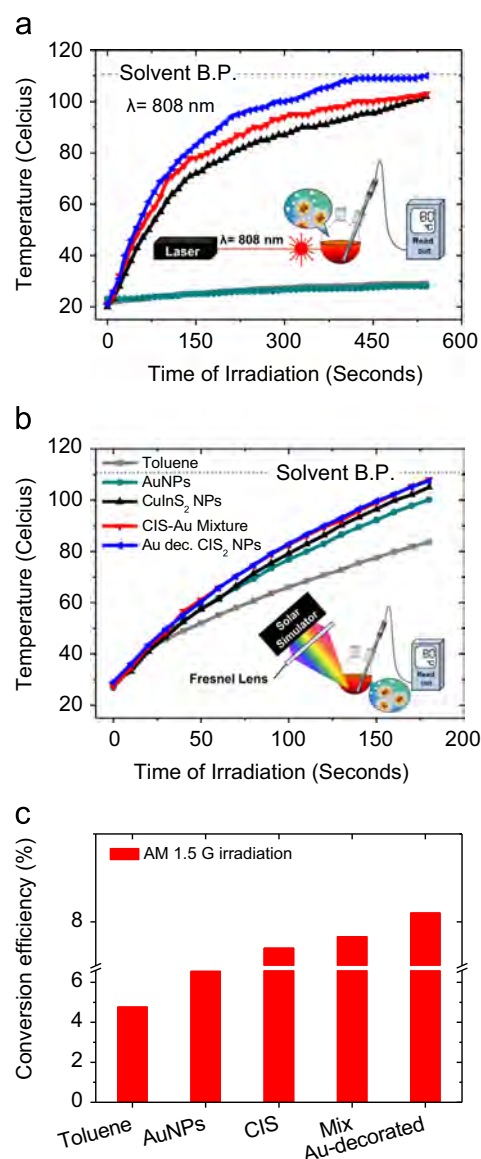 a
120
100
80
60
40
20
Solvent B.P.
λ= 808 nm
Laser
λ= 808 nm
80
°C
Read
out
0
150
300
450
600
Temperature (Celcius)
Time of Irradiation (Seconds)
b
120
100
80
60
40
20
Toluene
AuNPs
CuInS₂ NPs
CIS-Au Mixture
Au dec. CIS₂ NPs
Solvent B.P.
Solar
Simulator
Fresnel Lens
80
°C
Read
out
0
50
100
150
200
Temperature (Celcius)
Time of Irradiation (Seconds)
c
AM 1.5 G irradiation
8
6
4
2
0
Conversion efficiency (%)
Toluene
AuNPs
CIS
Mix
Au-decorated